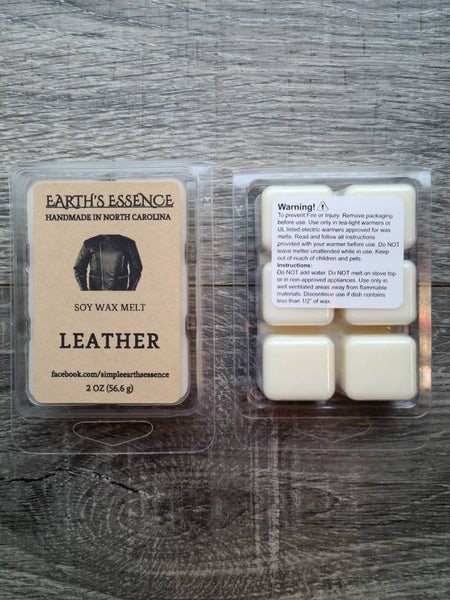 EARTH'S ESSENCE
HANDMADE IN NORTH CAROLINA
SOY WAX MELT
LEATHER
facebook.com/simpleearthsessence
2 OZ (56.6 g)
Warning!
To prevent Fire or Injury. Remove packaging
before use. Use only in tea-light warmers or
UL listed electric warmers approved for wax
melts. Read and follow all instructions
provided with your warmer before use. Do NOT
leave melter unattended while in use. Keep
out of reach of children and pets.
Instructions:
Do NOT add water. Do NOT melt on stove top
or in non-approved appliances. Use only in
well ventilated areas away from flammable
materials. Discontinue use if dish contains
less than 1/2" of wax.